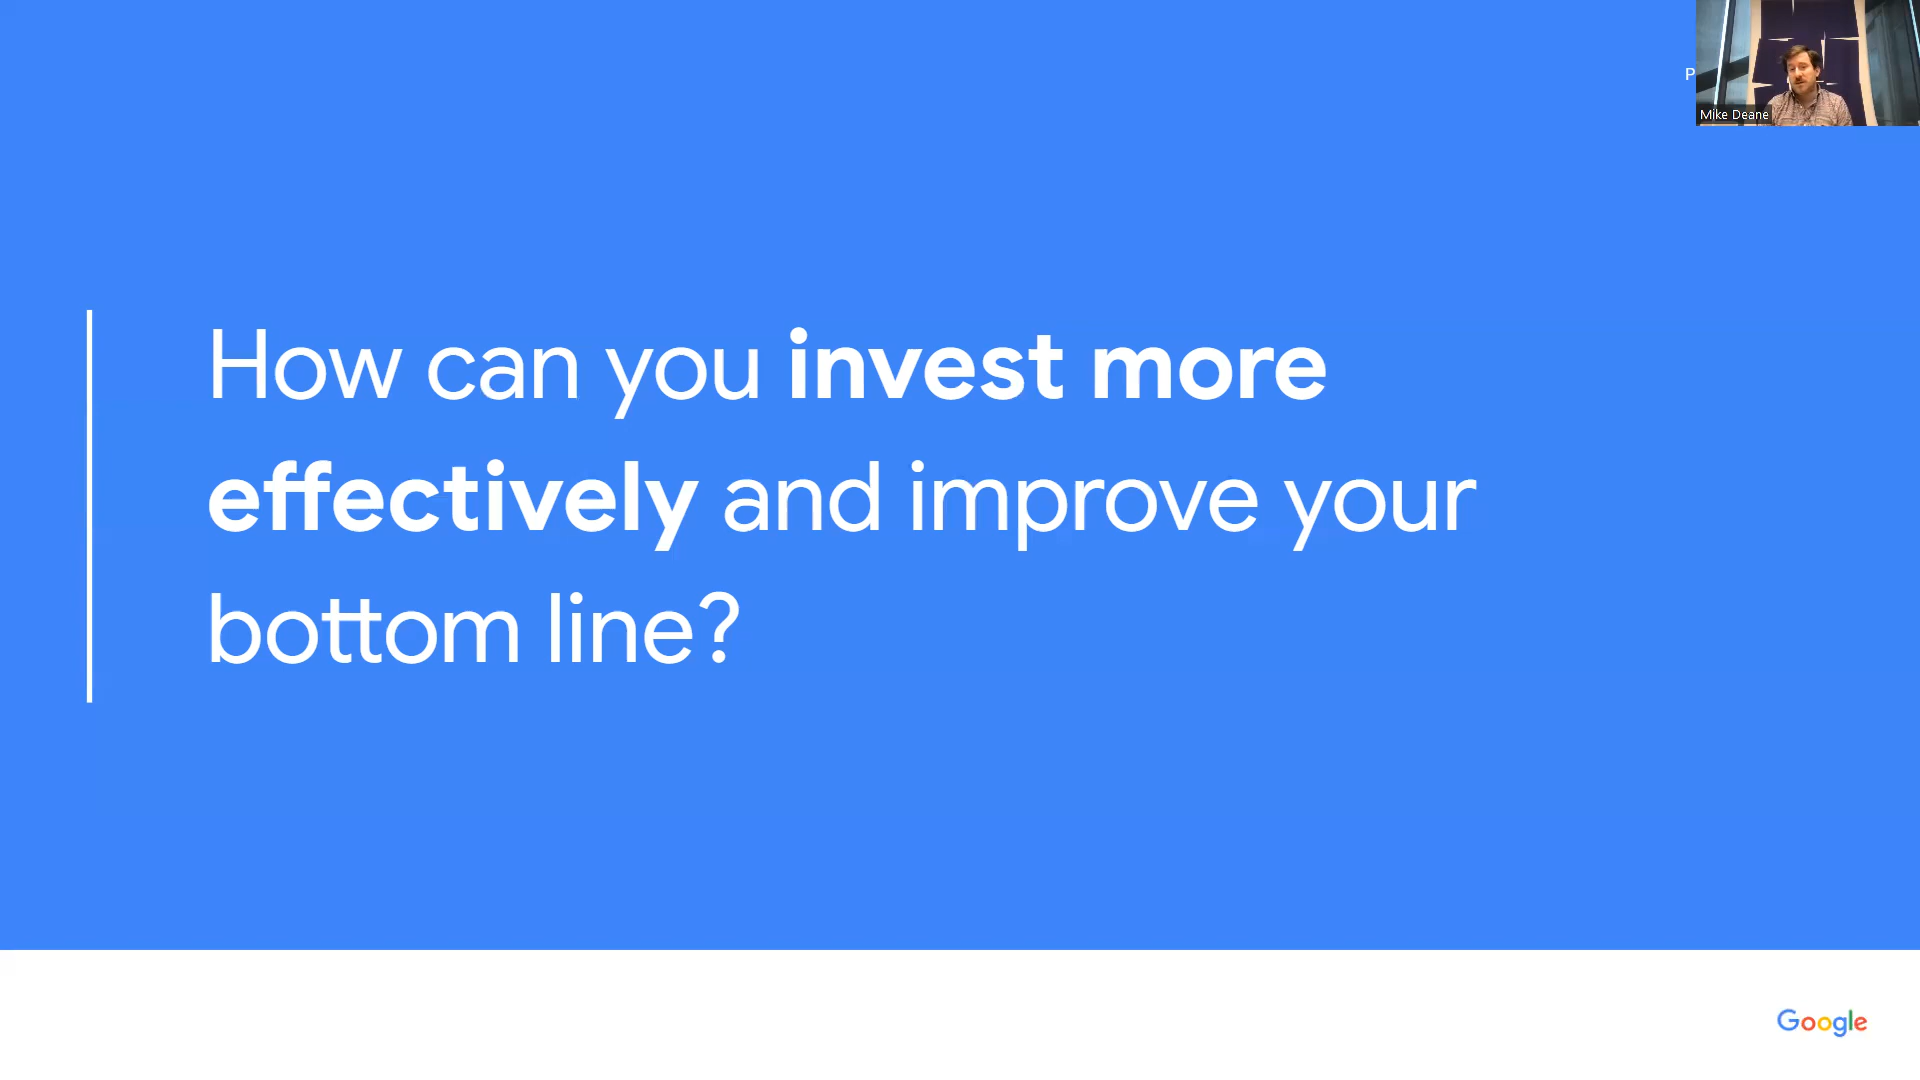 P
Mike Deane
How can you invest more
effectively and improve your
bottom line?
Google